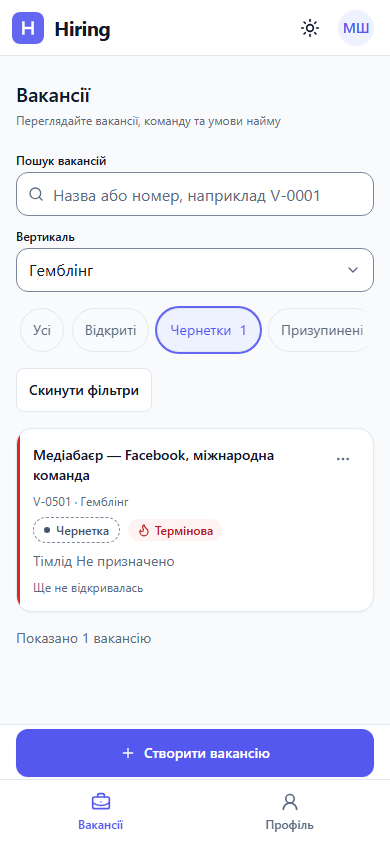 H Hiring
МШ
Вакансії
Переглядайте вакансії, команду та умови найму
Пошук вакансій
Назва або номер, наприклад V-0001
Вертикаль
Гемблінг
Усі
Відкриті
Чернетки 1
Призупинені
Скинути фільтри
Медіабаєр — Facebook, міжнародна
команда
V-0501 · Гемблінг
Чернетка
Термінова
Тімлід Не призначено
Ще не відкривалась
Показано 1 вакансію
+ Створити вакансію
Вакансії
Профіль